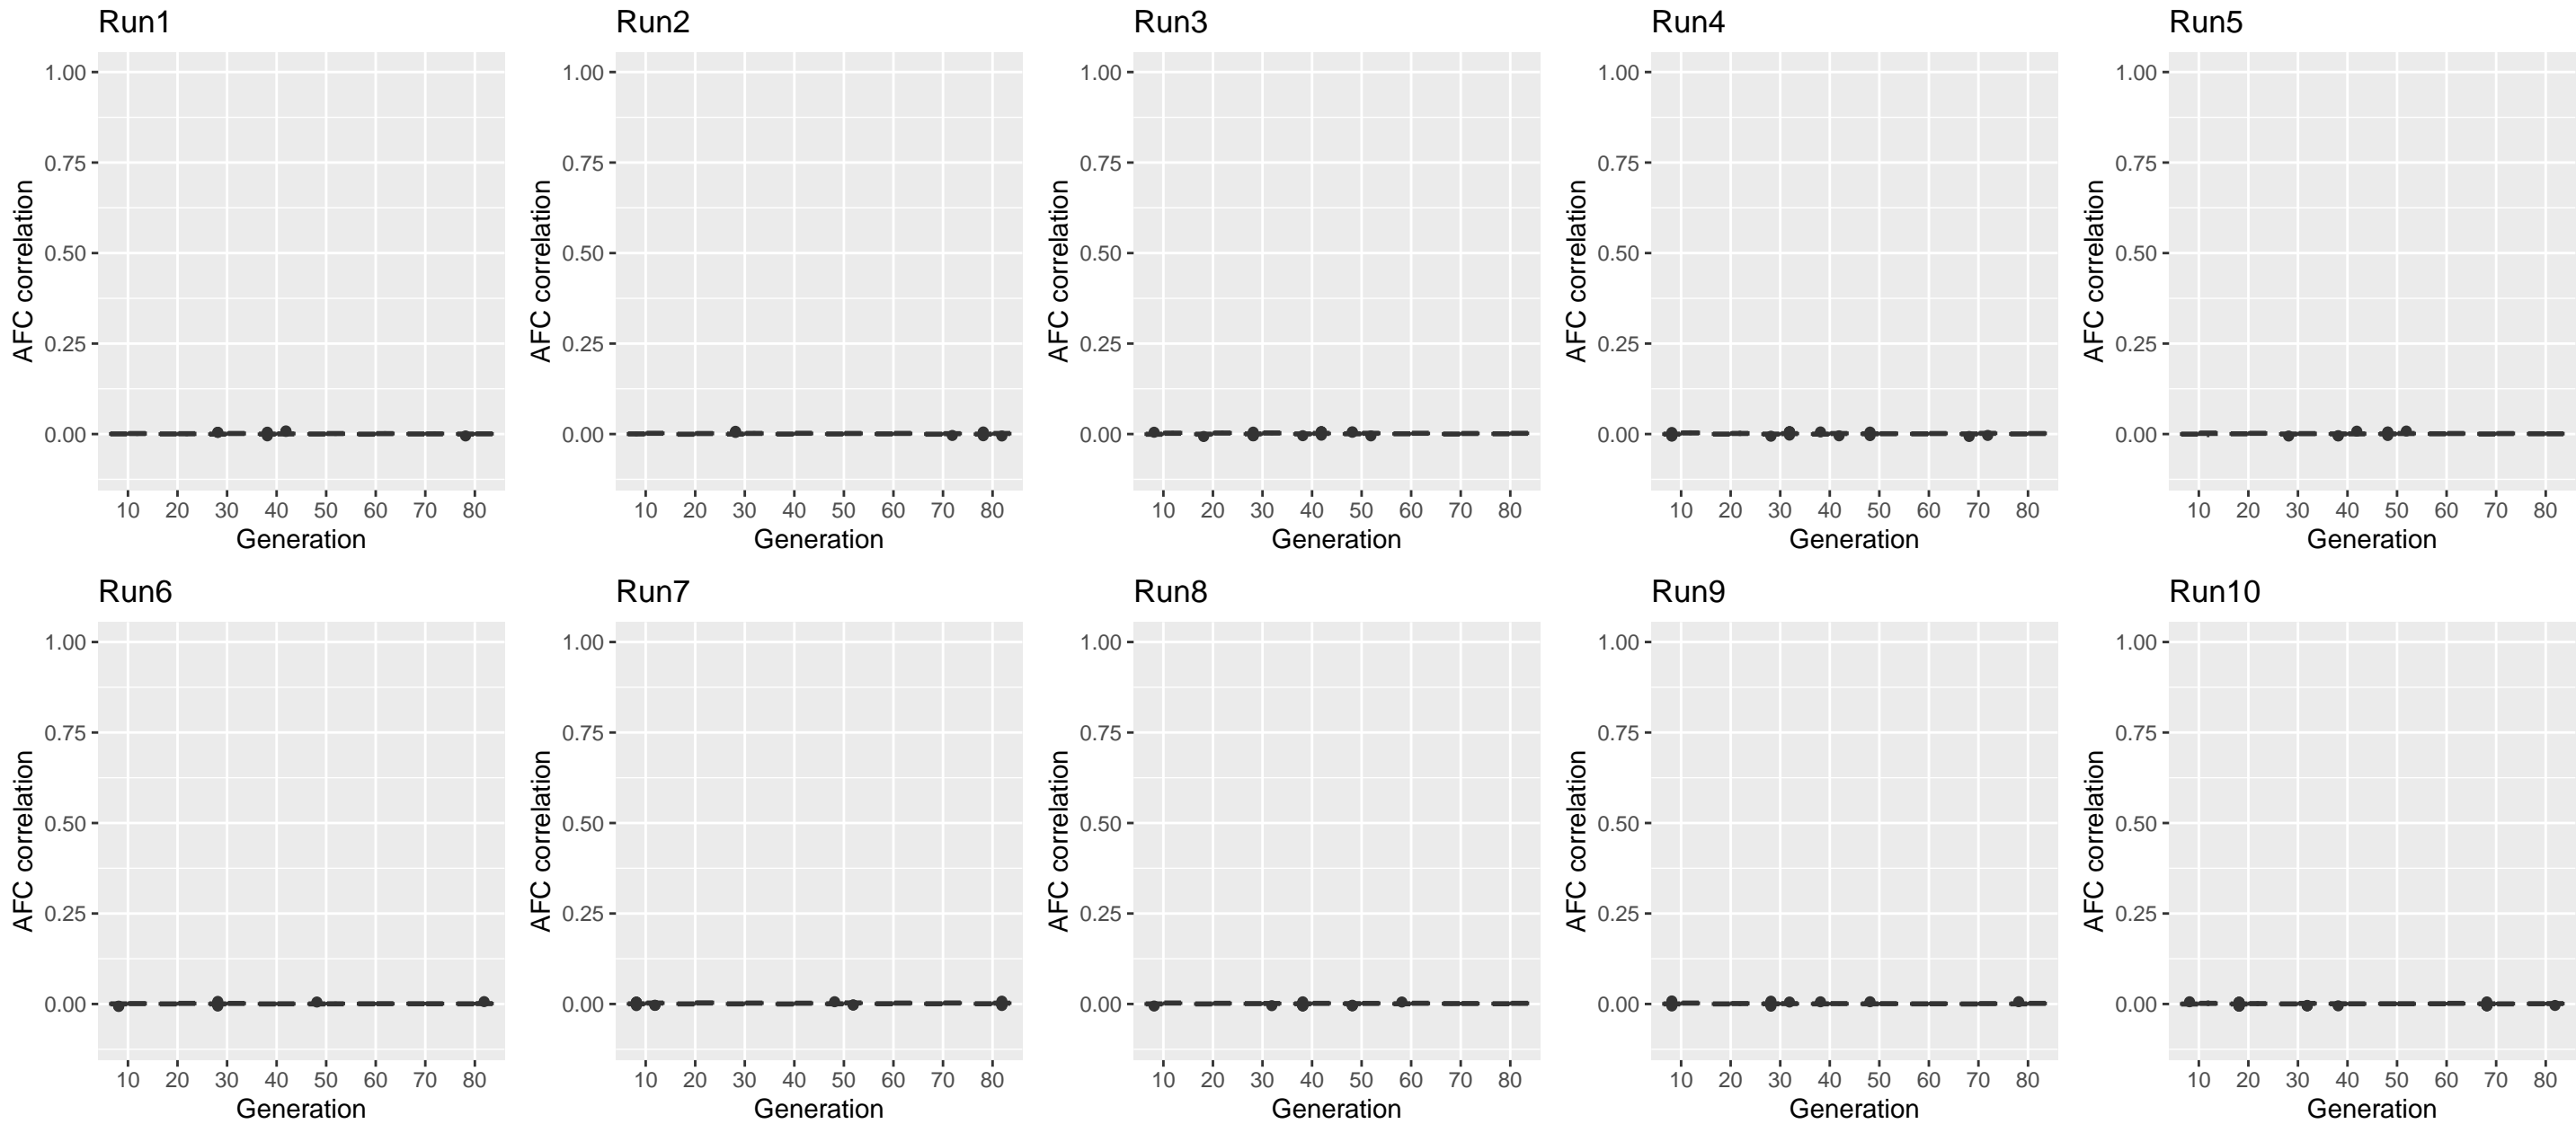 Run1 Run2 Run3 Run4 Run5
1.00 1.00 1.00 1.00 1.00
0.75 0.75 0.75 0.75 0.75
0.50 0.50 0.50 0.50 0.50
0.25 0.25 0.25 0.25 0.25
0.00 0.00 0.00 0.00 0.00
AFC correlation AFC correlation AFC correlation AFC correlation AFC correlation
10 20 30 40 50 60 70 80 10 20 30 40 50 60 70 80 10 20 30 40 50 60 70 80 10 20 30 40 50 60 70 80 10 20 30 40 50 60 70 80
Generation Generation Generation Generation Generation
Run6 Run7 Run8 Run9 Run10
1.00 1.00 1.00 1.00 1.00
0.75 0.75 0.75 0.75 0.75
0.50 0.50 0.50 0.50 0.50
0.25 0.25 0.25 0.25 0.25
0.00 0.00 0.00 0.00 0.00
AFC correlation AFC correlation AFC correlation AFC correlation AFC correlation
10 20 30 40 50 60 70 80 10 20 30 40 50 60 70 80 10 20 30 40 50 60 70 80 10 20 30 40 50 60 70 80 10 20 30 40 50 60 70 80
Generation Generation Generation Generation Generation